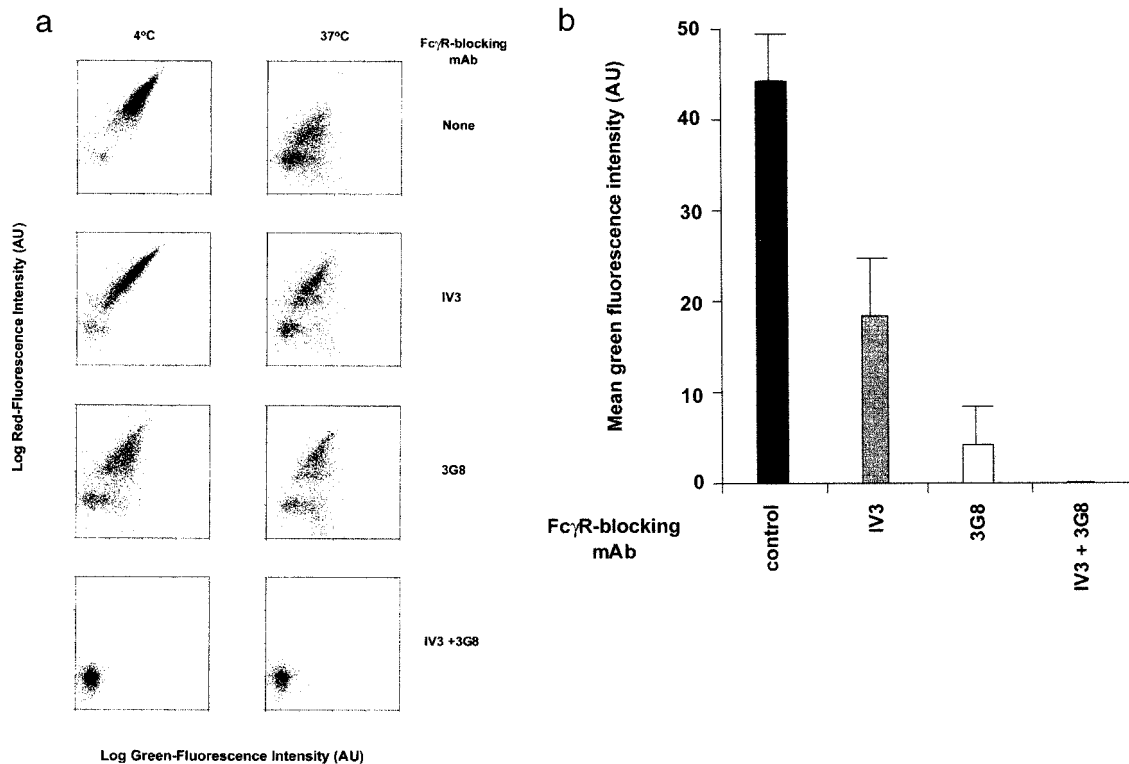 a
4°C
37°C
FcγR-blocking
mAb
None
IV3
3G8
IV3 +3G8
Log Red-Fluorescence Intensity (AU)
Log Green-Fluorescence Intensity (AU)
b
Mean green fluorescence intensity (AU)
50
40
30
20
10
0
FcγR-blocking
mAb
control
IV3
3G8
IV3 + 3G8